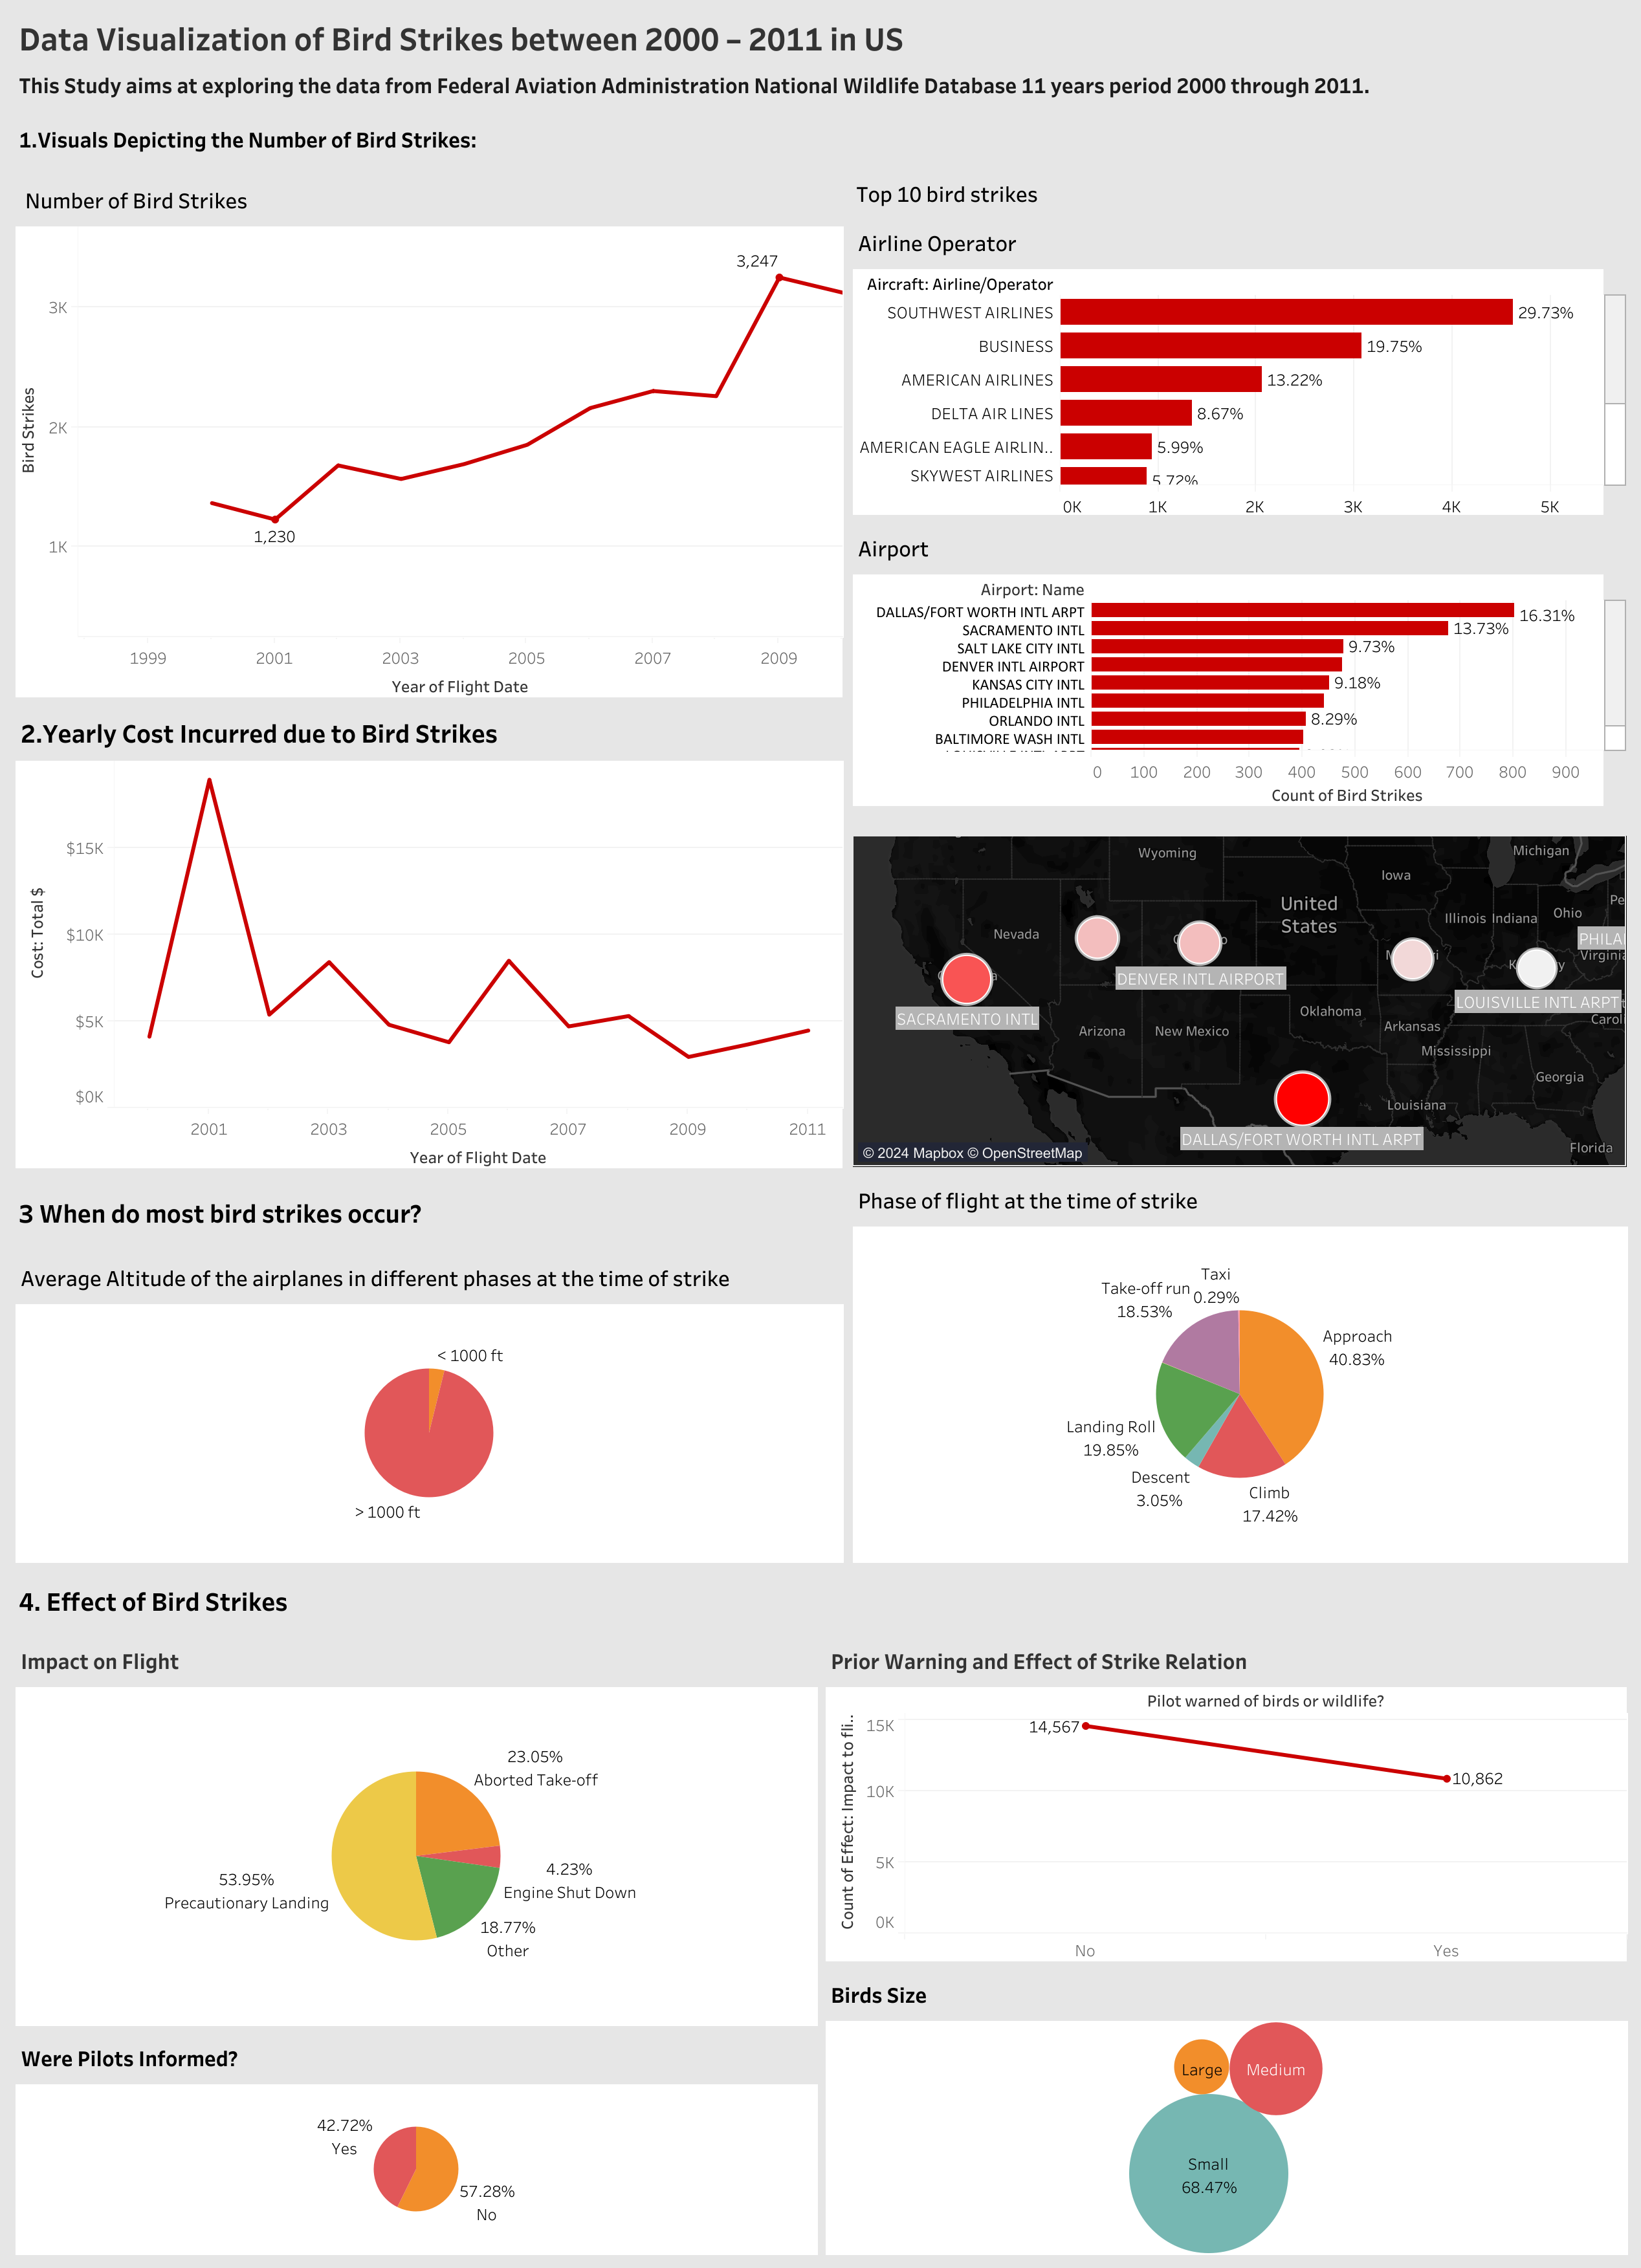 Data Visualization of Bird Strikes between 2000 – 2011 in US
This Study aims at exploring the data from Federal Aviation Administration National Wildlife Database 11 years period 2000 through 2011.
1.Visuals Depicting the Number of Bird Strikes:
Number of Bird Strikes
3,247
3K
2K
1K
1,230
Bird Strikes
1999 2001 2003 2005 2007 2009
Year of Flight Date
Top 10 bird strikes
Airline Operator
Aircraft: Airline/Operator
SOUTHWEST AIRLINES 29.73%
BUSINESS 19.75%
AMERICAN AIRLINES 13.22%
DELTA AIR LINES 8.67%
AMERICAN EAGLE AIRLIN.. 5.99%
SKYWEST AIRLINES 5.72%
0K 1K 2K 3K 4K 5K
Airport
Airport: Name
DALLAS/FORT WORTH INTL ARPT 16.31%
SACRAMENTO INTL 13.73%
SALT LAKE CITY INTL 9.73%
DENVER INTL AIRPORT
KANSAS CITY INTL 9.18%
PHILADELPHIA INTL
ORLANDO INTL 8.29%
BALTIMORE WASH INTL
0 100 200 300 400 500 600 700 800 900
Count of Bird Strikes
2.Yearly Cost Incurred due to Bird Strikes
$15K
$10K
$5K
$0K
Cost: Total $
2001 2003 2005 2007 2009 2011
Year of Flight Date
Wyoming
Michigan
Iowa
United
States
Illinois Indiana Ohio Pe
Nevada
PHILA
Virginia
DENVER INTL AIRPORT
LOUISVILLE INTL ARPT
SACRAMENTO INTL
Oklahoma
Caroli
Arizona New Mexico
Arkansas
Mississippi
Georgia
Louisiana
DALLAS/FORT WORTH INTL ARPT
Florida
© 2024 Mapbox © OpenStreetMap
3 When do most bird strikes occur?
Average Altitude of the airplanes in different phases at the time of strike
< 1000 ft
> 1000 ft
Phase of flight at the time of strike
Taxi
0.29%
Take-off run
18.53%
Approach
40.83%
Landing Roll
19.85%
Descent
3.05%
Climb
17.42%
4. Effect of Bird Strikes
Impact on Flight
23.05%
Aborted Take-off
4.23%
Engine Shut Down
53.95%
Precautionary Landing
18.77%
Other
Prior Warning and Effect of Strike Relation
Pilot warned of birds or wildlife?
Count of Effect: Impact to fli..
15K
10K
5K
0K
14,567
10,862
No Yes
Were Pilots Informed?
42.72%
Yes
57.28%
No
Birds Size
Large
Medium
Small
68.47%